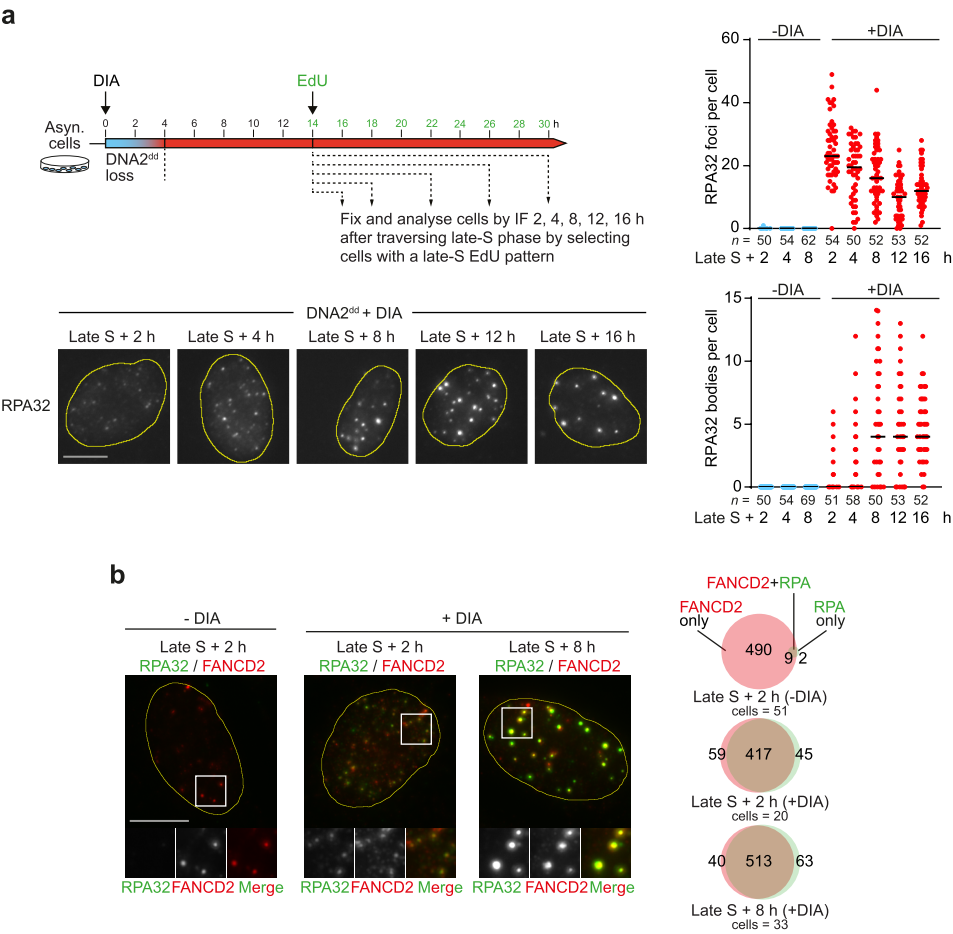 a
DIA
EdU
Asyn.
cells
0 2 4 6 8 10 12 14 16 18 20 22 24 26 28 30 h
DNA2dd
loss
Fix and analyse cells by IF 2, 4, 8, 12, 16 h
after traversing late-S phase by selecting
cells with a late-S EdU pattern
-DIA +DIA
RPA32 foci per cell
60
40
20
0
n = 50 54 62 54 50 52 53 52
Late S + 2 4 8 2 4 8 12 16 h
DNA2dd + DIA
Late S + 2 h Late S + 4 h Late S + 8 h Late S + 12 h Late S + 16 h
RPA32
-DIA +DIA
RPA32 bodies per cell
15
10
5
0
n = 50 54 69 51 58 50 53 52
Late S + 2 4 8 2 4 8 12 16 h
b
- DIA
+ DIA
Late S + 2 h
RPA32 / FANCD2
Late S + 2 h
RPA32 / FANCD2
Late S + 8 h
RPA32 / FANCD2
RPA32 FANCD2 Merge
RPA32 FANCD2 Merge
RPA32 FANCD2 Merge
FANCD2+RPA
FANCD2
only
RPA
only
490 9 2
Late S + 2 h (-DIA)
cells = 51
59 417 45
Late S + 2 h (+DIA)
cells = 20
40 513 63
Late S + 8 h (+DIA)
cells = 33